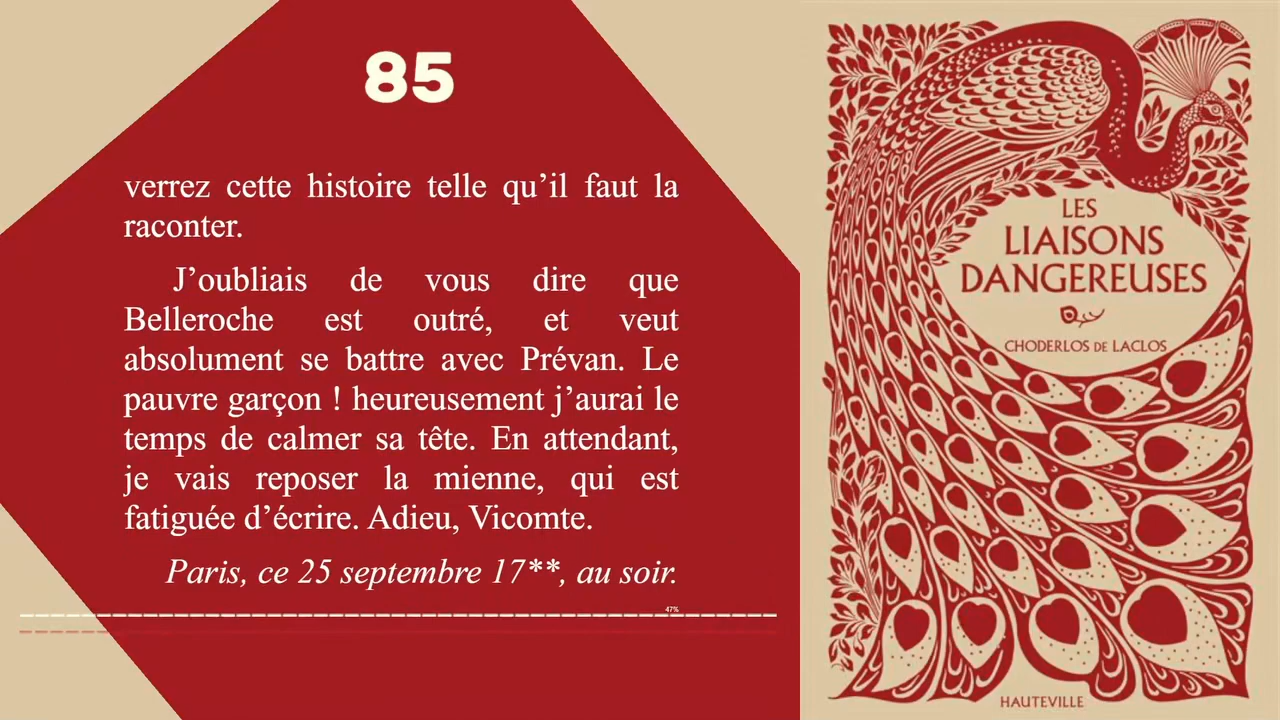 85
verrez cette histoire telle qu’il faut la
raconter.
J’oubliais de vous dire que
Belleroche est outré, et veut
absolument se battre avec Prévan. Le
pauvre garçon ! heureusement j’aurai le
temps de calmer sa tête. En attendant,
je vais reposer la mienne, qui est
fatiguée d’écrire. Adieu, Vicomte.
Paris, ce 25 septembre 17**, au soir.
47%
LES
LIAISONS
DANGEREUSES
CHODERLOS DE LACLOS
HAUTEVILLE